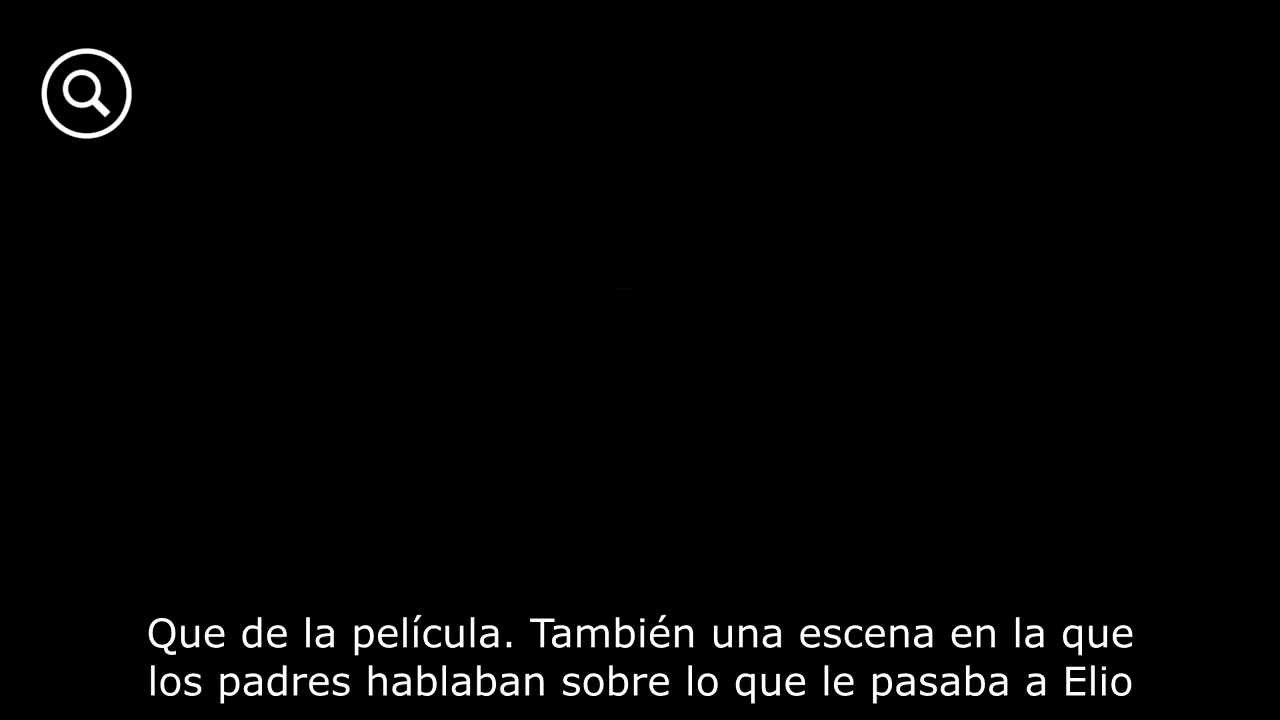 Que de la película. También una escena en la que
los padres hablaban sobre lo que le pasaba a Elio